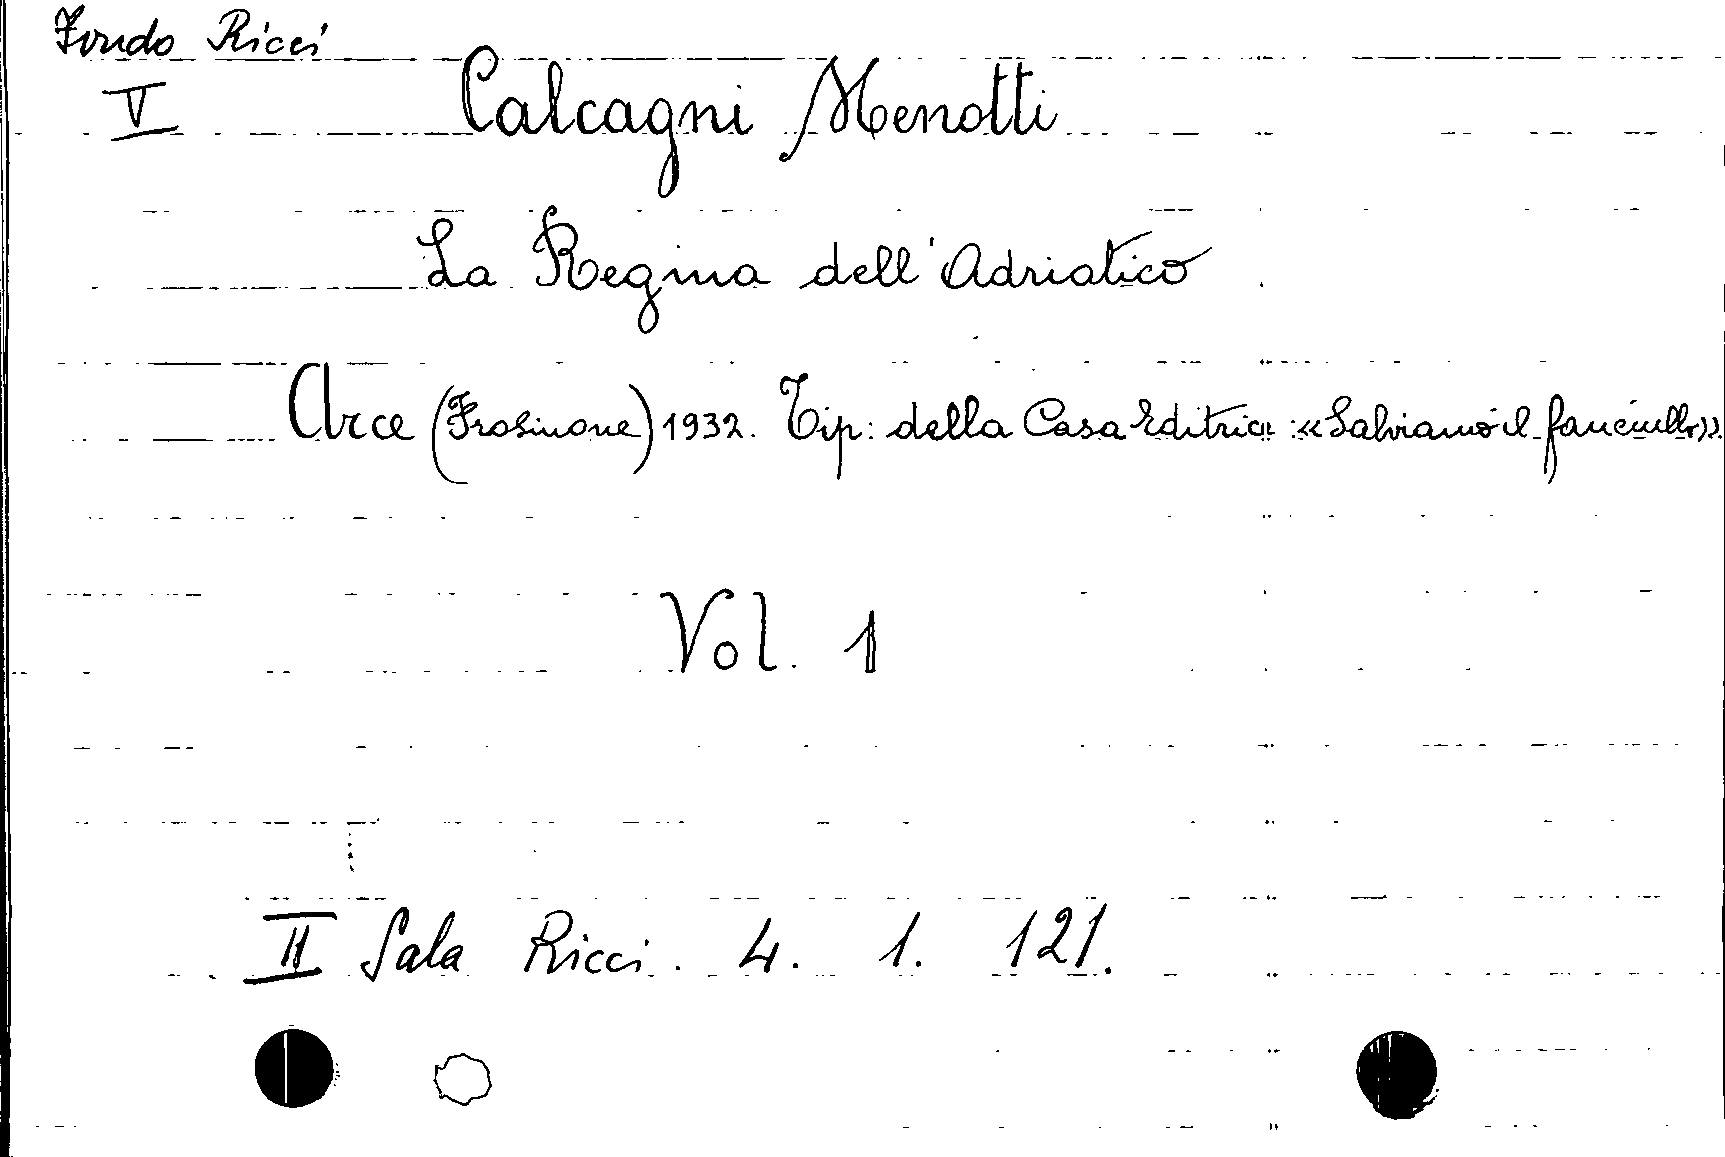 Fondo Ricci
V Calcagni Menotti
La Regina dell'Adriatico
Arce (Frosinone) 1932. Tip: della Casa Editrice «Salviamo il fanciullo».
Vol. 1
II Sala Ricci. 4. 1. 121.